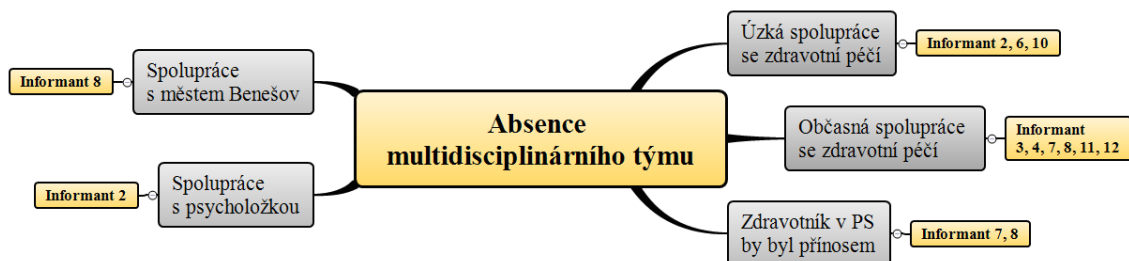 Absence
multidisciplinárního týmu
Úzká spolupráce
se zdravotní péčí
Informant 2, 6, 10
Občasná spolupráce
se zdravotní péčí
Informant
3, 4, 7, 8, 11, 12
Zdravotník v PS
by byl přínosem
Informant 7, 8
Spolupráce
s městem Benešov
Informant 8
Spolupráce
s psycholožkou
Informant 2